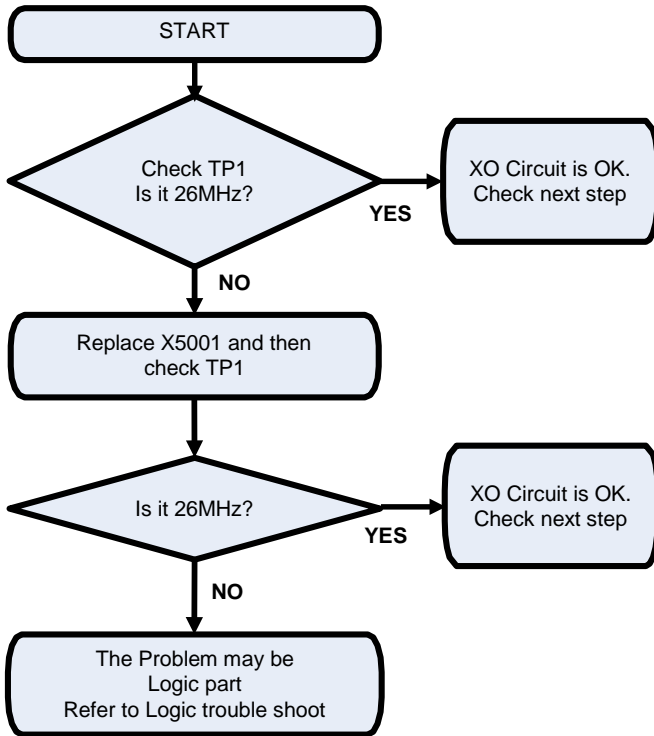 START
Check TP1
Is it 26MHz?
YES
XO Circuit is OK.
Check next step
NO
Replace X5001 and then
check TP1
Is it 26MHz?
YES
XO Circuit is OK.
Check next step
NO
The Problem may be
Logic part
Refer to Logic trouble shoot